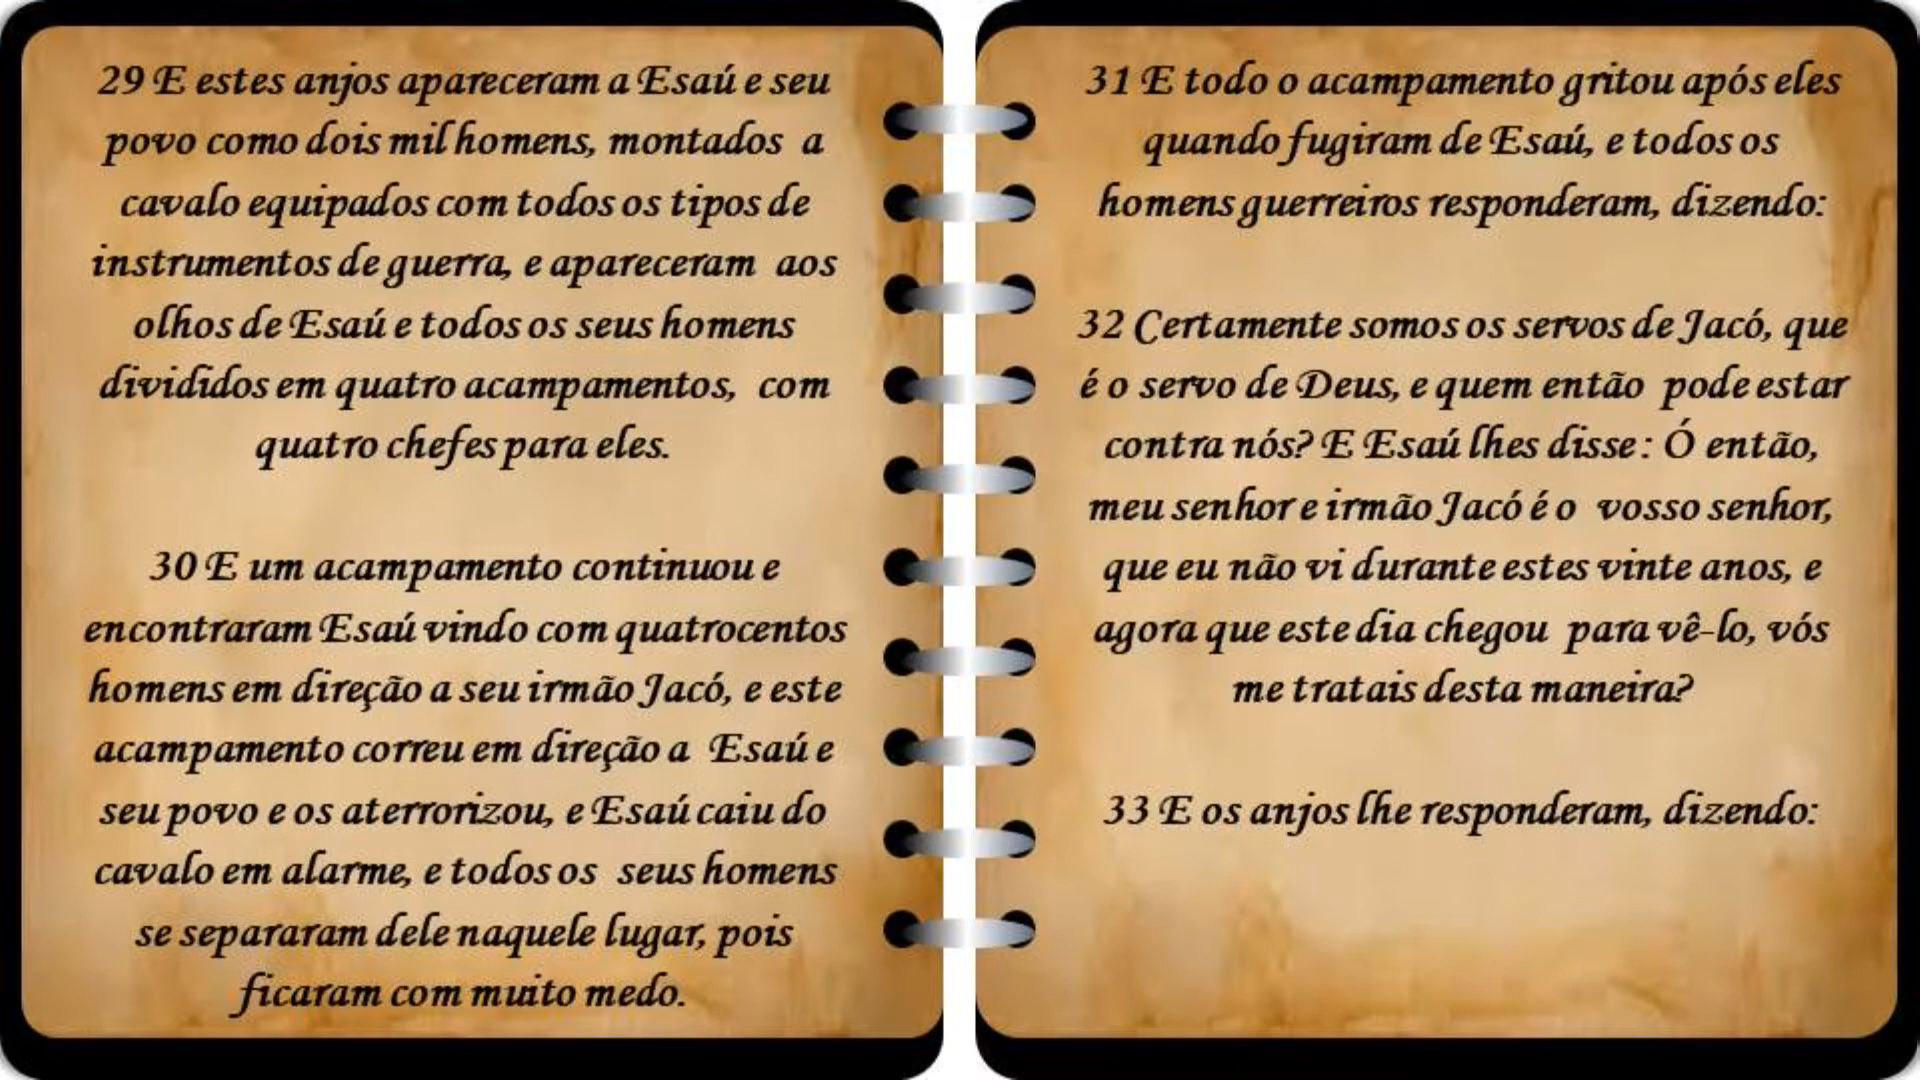 29 E estes anjos apareceram a Esaú e seu
povo como dois mil homens, montados a
cavalo equipados com todos os tipos de
instrumentos de guerra, e apareceram aos
olhos de Esaú e todos os seus homens
divididos em quatro acampamentos, com
quatro chefes para eles.
30 E um acampamento continuou e
encontraram Esaú vindo com quatrocentos
homens em direção a seu irmão Jacó, e este
acampamento correu em direção a Esaú e
seu povo e os aterrorizou, e Esaú caiu do
cavalo em alarme, e todos os seus homens
se separaram dele naquele lugar, pois
ficaram com muito medo.
31 E todo o acampamento gritou após eles
quando fugiram de Esaú, e todos os
homens guerreiros responderam, dizendo:
32 Certamente somos os servos de Jacó, que
é o servo de Deus, e quem então pode estar
contra nós? E Esaú lhes disse: Ó então,
meu senhor e irmão Jacó é o vosso senhor,
que eu não vi durante estes vinte anos, e
agora que este dia chegou para vê-lo, vós
me tratais desta maneira?
33 E os anjos lhe responderam, dizendo: